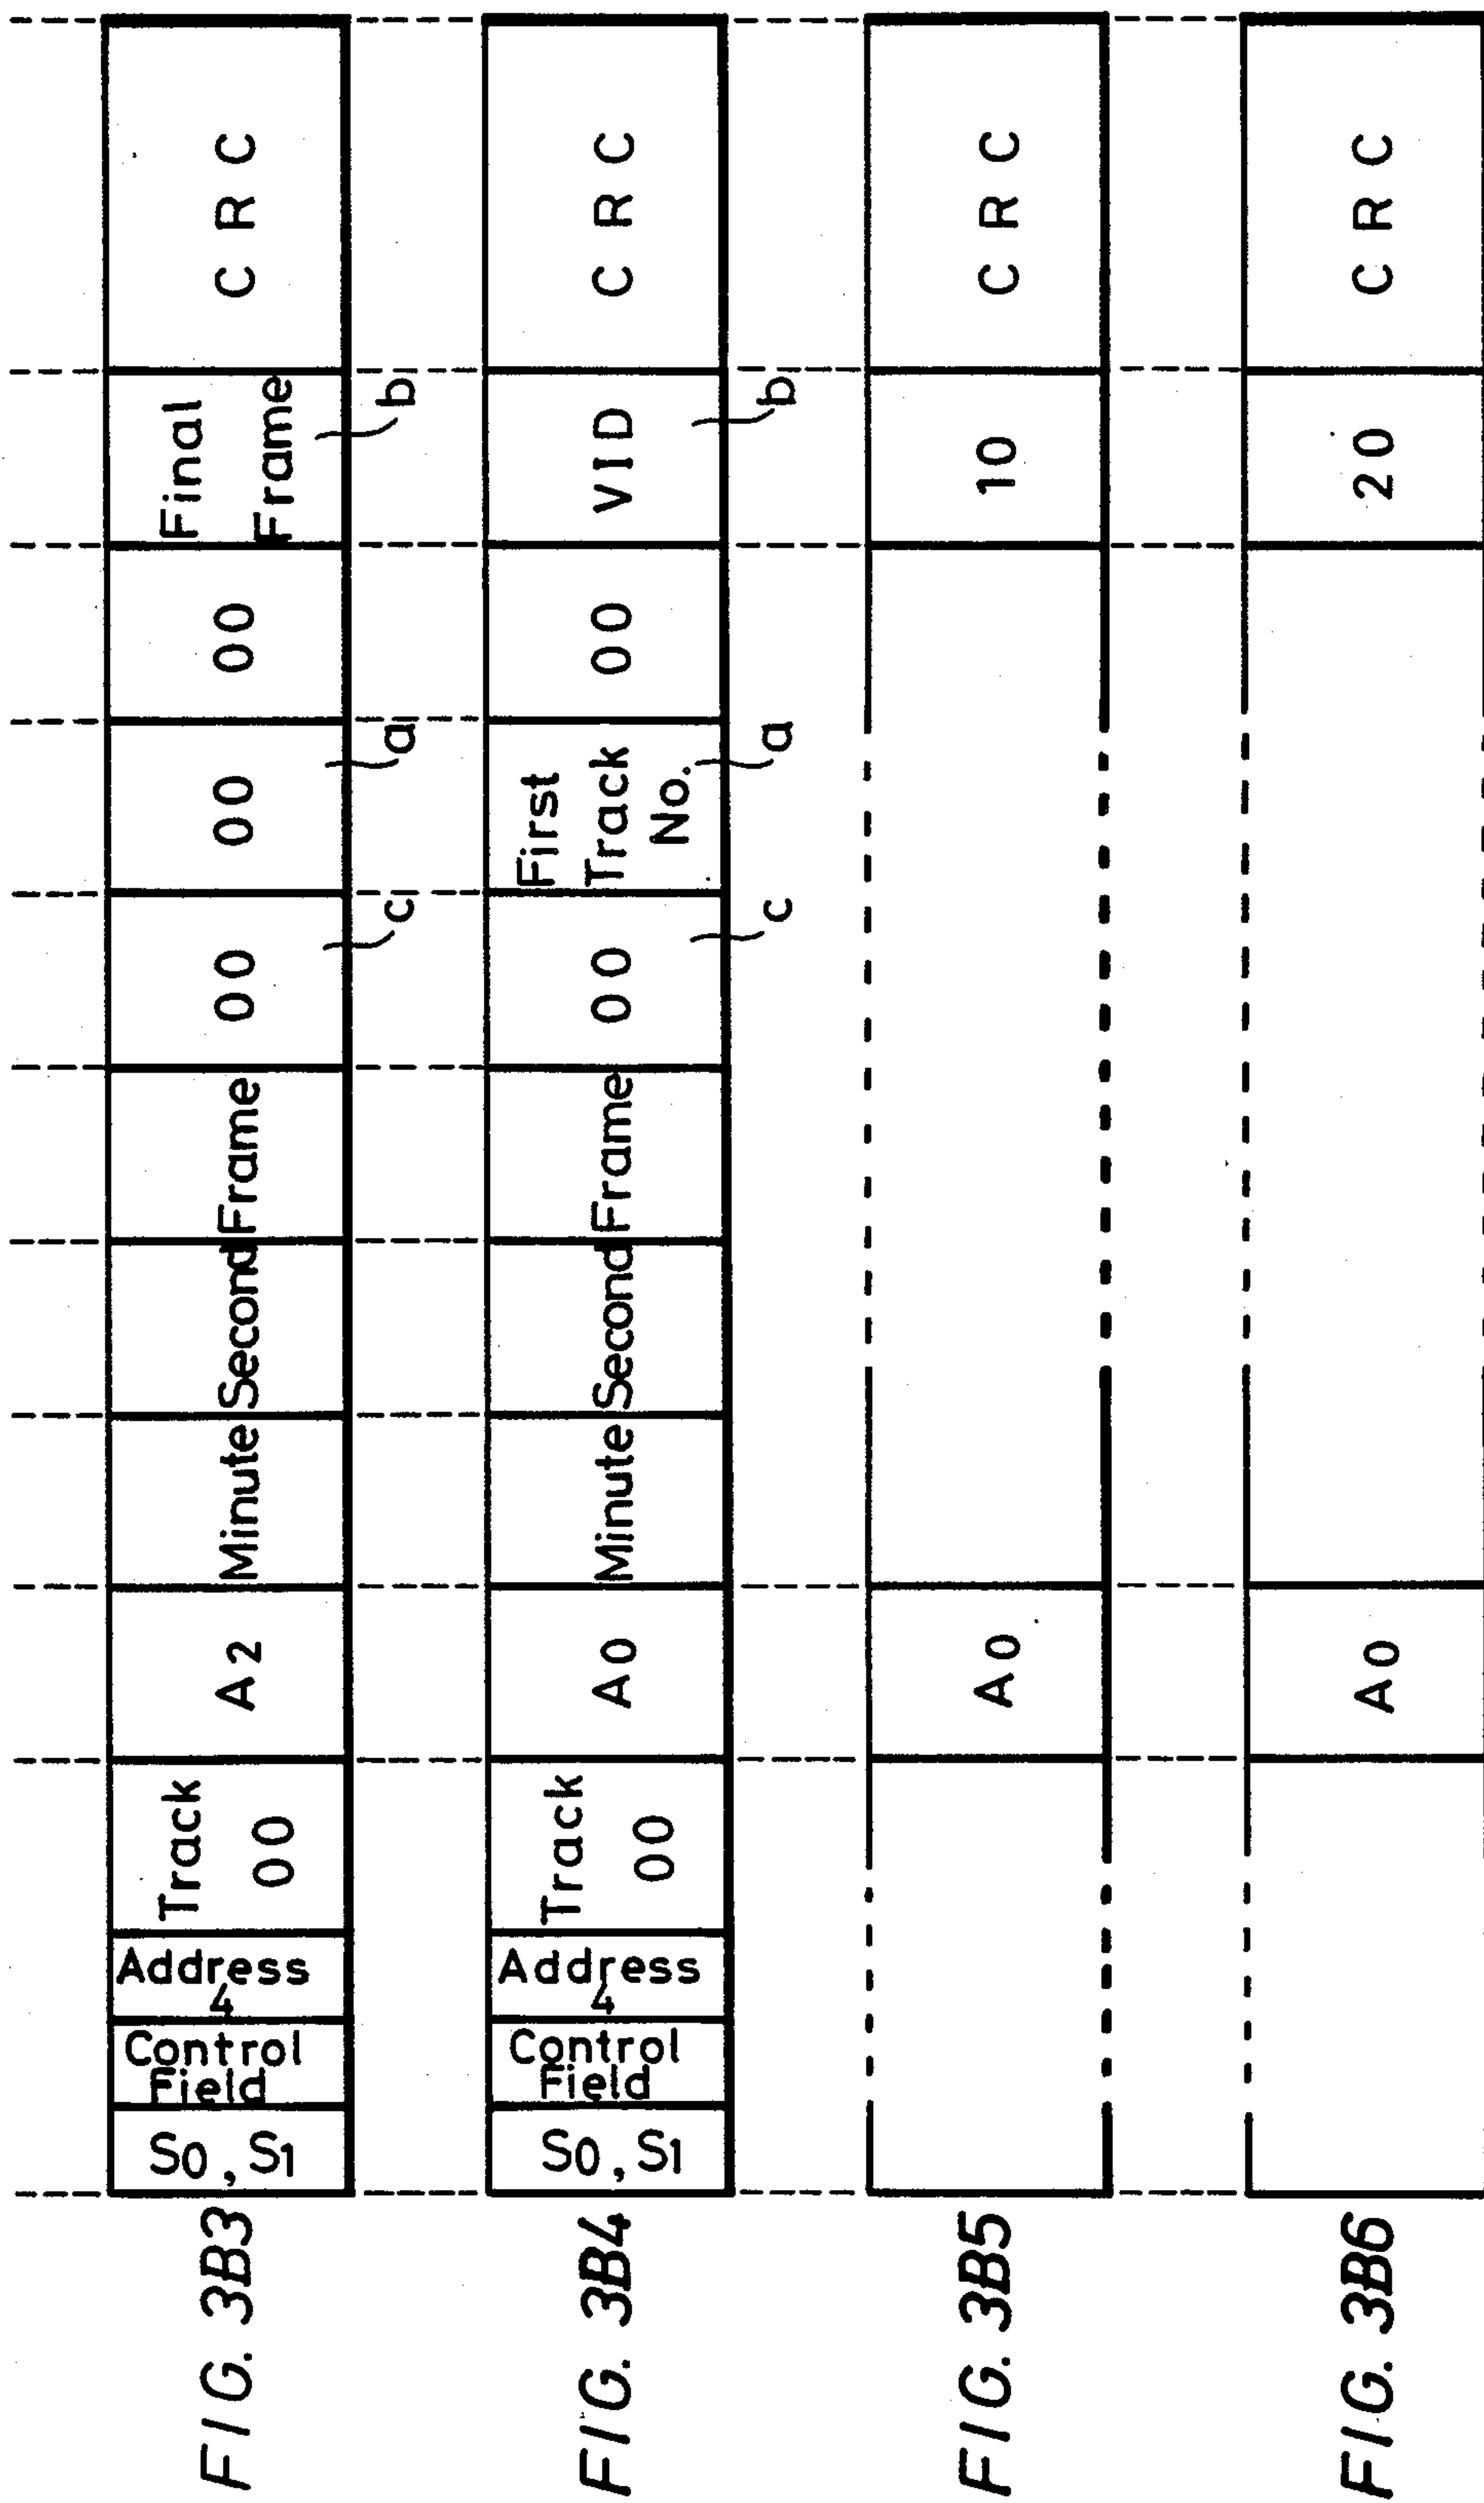 FIG. 3B3
S0, S1
Control
Field
Address
4
Track
00
A2
Minute
Second
Frame
00
c
00
a
00
Final
Frame
b
CRC
FIG. 3B4
S0, S1
Control
Field
Address
4
Track
00
A0
Minute
Second
Frame
00
c
First
Track
No.
a
00
VID
b
CRC
FIG. 3B5
A0
10
CRC
FIG. 3B6
A0
20
CRC